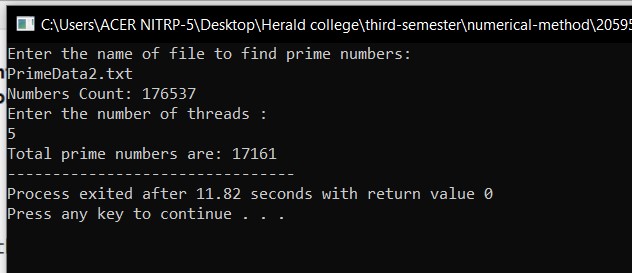 C:\Users\ACER NITRP-5\Desktop\Herald college\third-semester\numerical-method\20595
Enter the name of file to find prime numbers:
PrimeData2.txt
Numbers Count: 176537
Enter the number of threads :
5
Total prime numbers are: 17161
--------------------------------
Process exited after 11.82 seconds with return value 0
Press any key to continue . . .